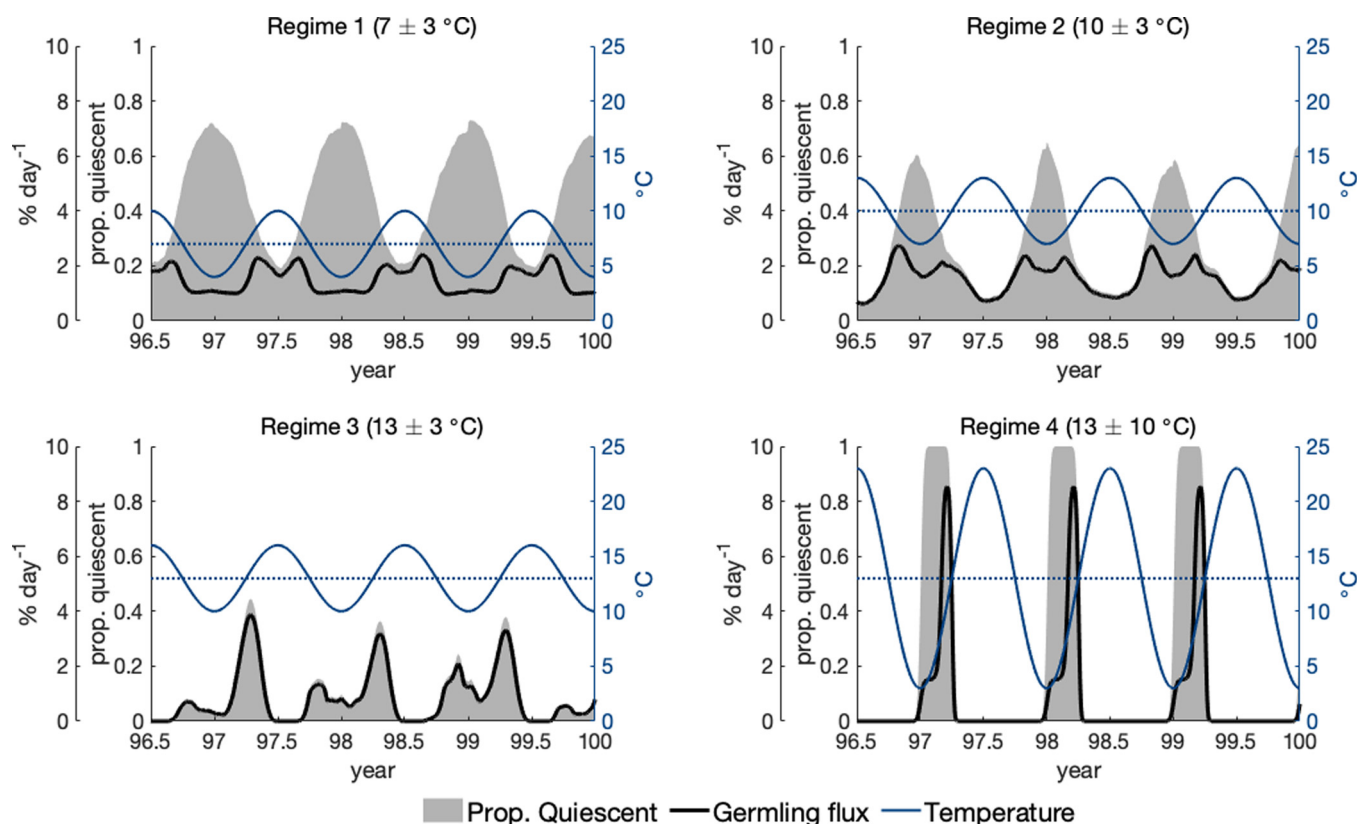 Regime 1 (7 ± 3 °C)
10 1 25
8 0.8 20
6 0.6 15
4 0.4 10
2 0.2 5
0 0 0
% day⁻¹
prop. quiescent
°C
96.5 97 97.5 98 98.5 99 99.5 100
year
Regime 2 (10 ± 3 °C)
10 1 25
8 0.8 20
6 0.6 15
4 0.4 10
2 0.2 5
0 0 0
% day⁻¹
prop. quiescent
°C
96.5 97 97.5 98 98.5 99 99.5 100
year
Regime 3 (13 ± 3 °C)
10 1 25
8 0.8 20
6 0.6 15
4 0.4 10
2 0.2 5
0 0 0
% day⁻¹
prop. quiescent
°C
96.5 97 97.5 98 98.5 99 99.5 100
year
Regime 4 (13 ± 10 °C)
10 1 25
8 0.8 20
6 0.6 15
4 0.4 10
2 0.2 5
0 0 0
% day⁻¹
prop. quiescent
°C
96.5 97 97.5 98 98.5 99 99.5 100
year
Prop. Quiescent Germling flux Temperature